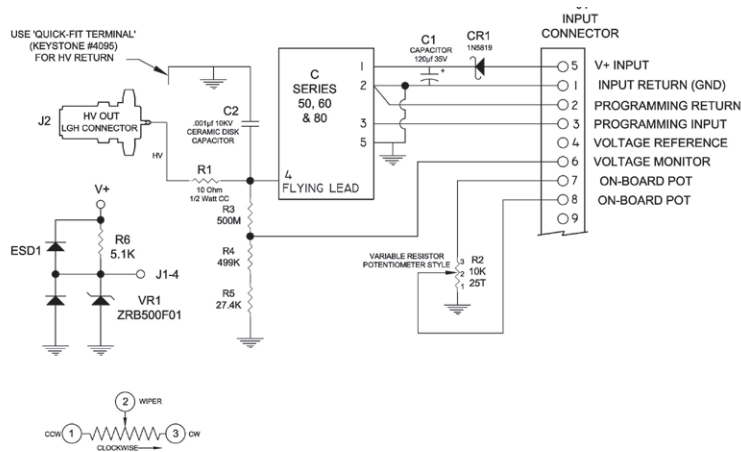 USE 'QUICK-FIT TERMINAL'
(KEYSTONE #4095)
FOR HV RETURN
J2
HV OUT
LGH CONNECTOR
HV
C2
.001µf 10KV
CERAMIC DISK
CAPACITOR
R1
10 Ohm
1/2 Watt CC
C
SERIES
50, 60
& 80
1
2
3
5
4
FLYING LEAD
C1
CAPACITOR
120µf 35V
+
CR1
1N5819
INPUT
CONNECTOR
5 V+ INPUT
1 INPUT RETURN (GND)
2 PROGRAMMING RETURN
3 PROGRAMMING INPUT
4 VOLTAGE REFERENCE
6 VOLTAGE MONITOR
7 ON-BOARD POT
8 ON-BOARD POT
9
R3
500M
R4
499K
R5
27.4K
VARIABLE RESISTOR
POTENTIOMETER STYLE
3
2
1
R2
10K
25T
V+
ESD1
R6
5.1K
J1-4
VR1
ZRB500F01
2 WIPER
CCW 1
3 CW
CLOCKWISE